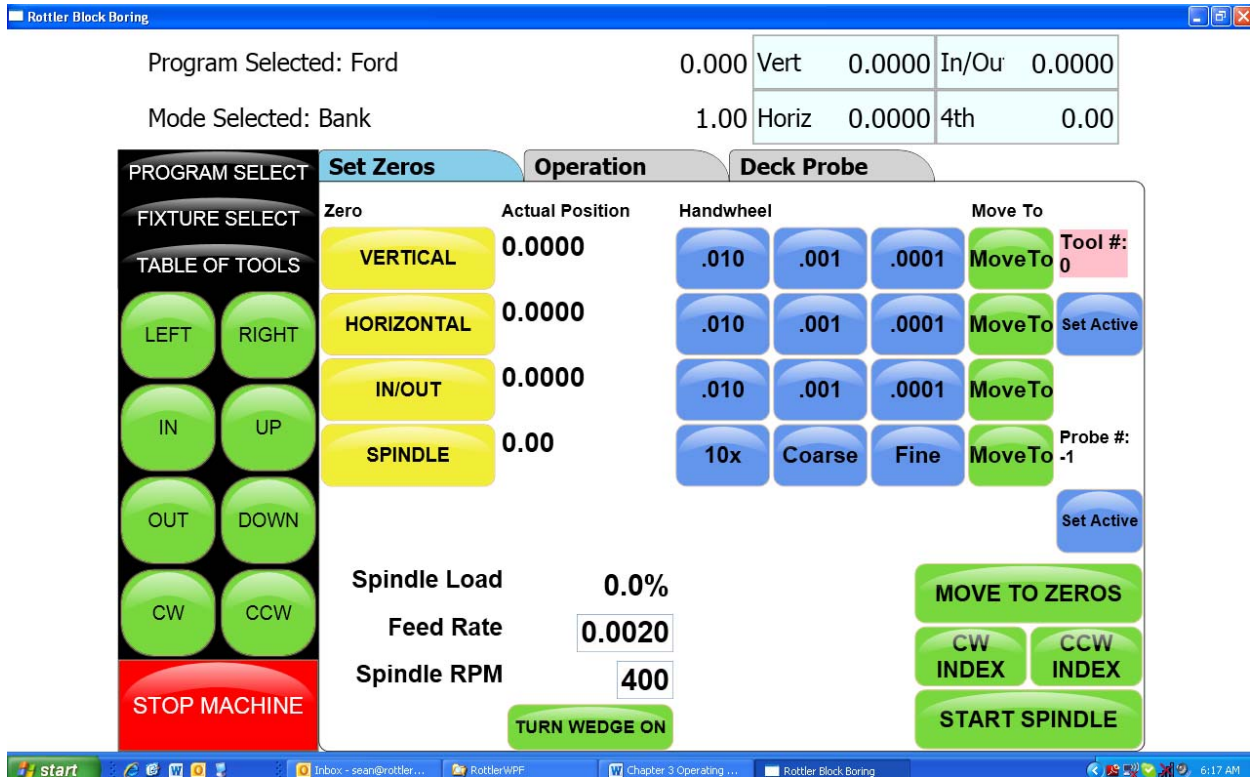 Rottler Block Boring
Program Selected: Ford 0.000 Vert 0.0000 In/Ou 0.0000
Mode Selected: Bank 1.00 Horiz 0.0000 4th 0.00
PROGRAM SELECT
FIXTURE SELECT
TABLE OF TOOLS
LEFT RIGHT
IN UP
OUT DOWN
CW CCW
STOP MACHINE
Set Zeros Operation Deck Probe
Zero Actual Position Handwheel Move To
VERTICAL 0.0000 .010 .001 .0001 MoveTo Tool #:
0
HORIZONTAL 0.0000 .010 .001 .0001 MoveTo Set Active
IN/OUT 0.0000 .010 .001 .0001 MoveTo
SPINDLE 0.00 10x Coarse Fine MoveTo Probe #:
-1
Set Active
Spindle Load 0.0%
Feed Rate 0.0020
Spindle RPM 400
TURN WEDGE ON
MOVE TO ZEROS
CW INDEX
CCW INDEX
START SPINDLE
start Inbox - sean@rottler... RottlerWPF Chapter 3 Operating ... Rottler Block Boring 6:17 AM